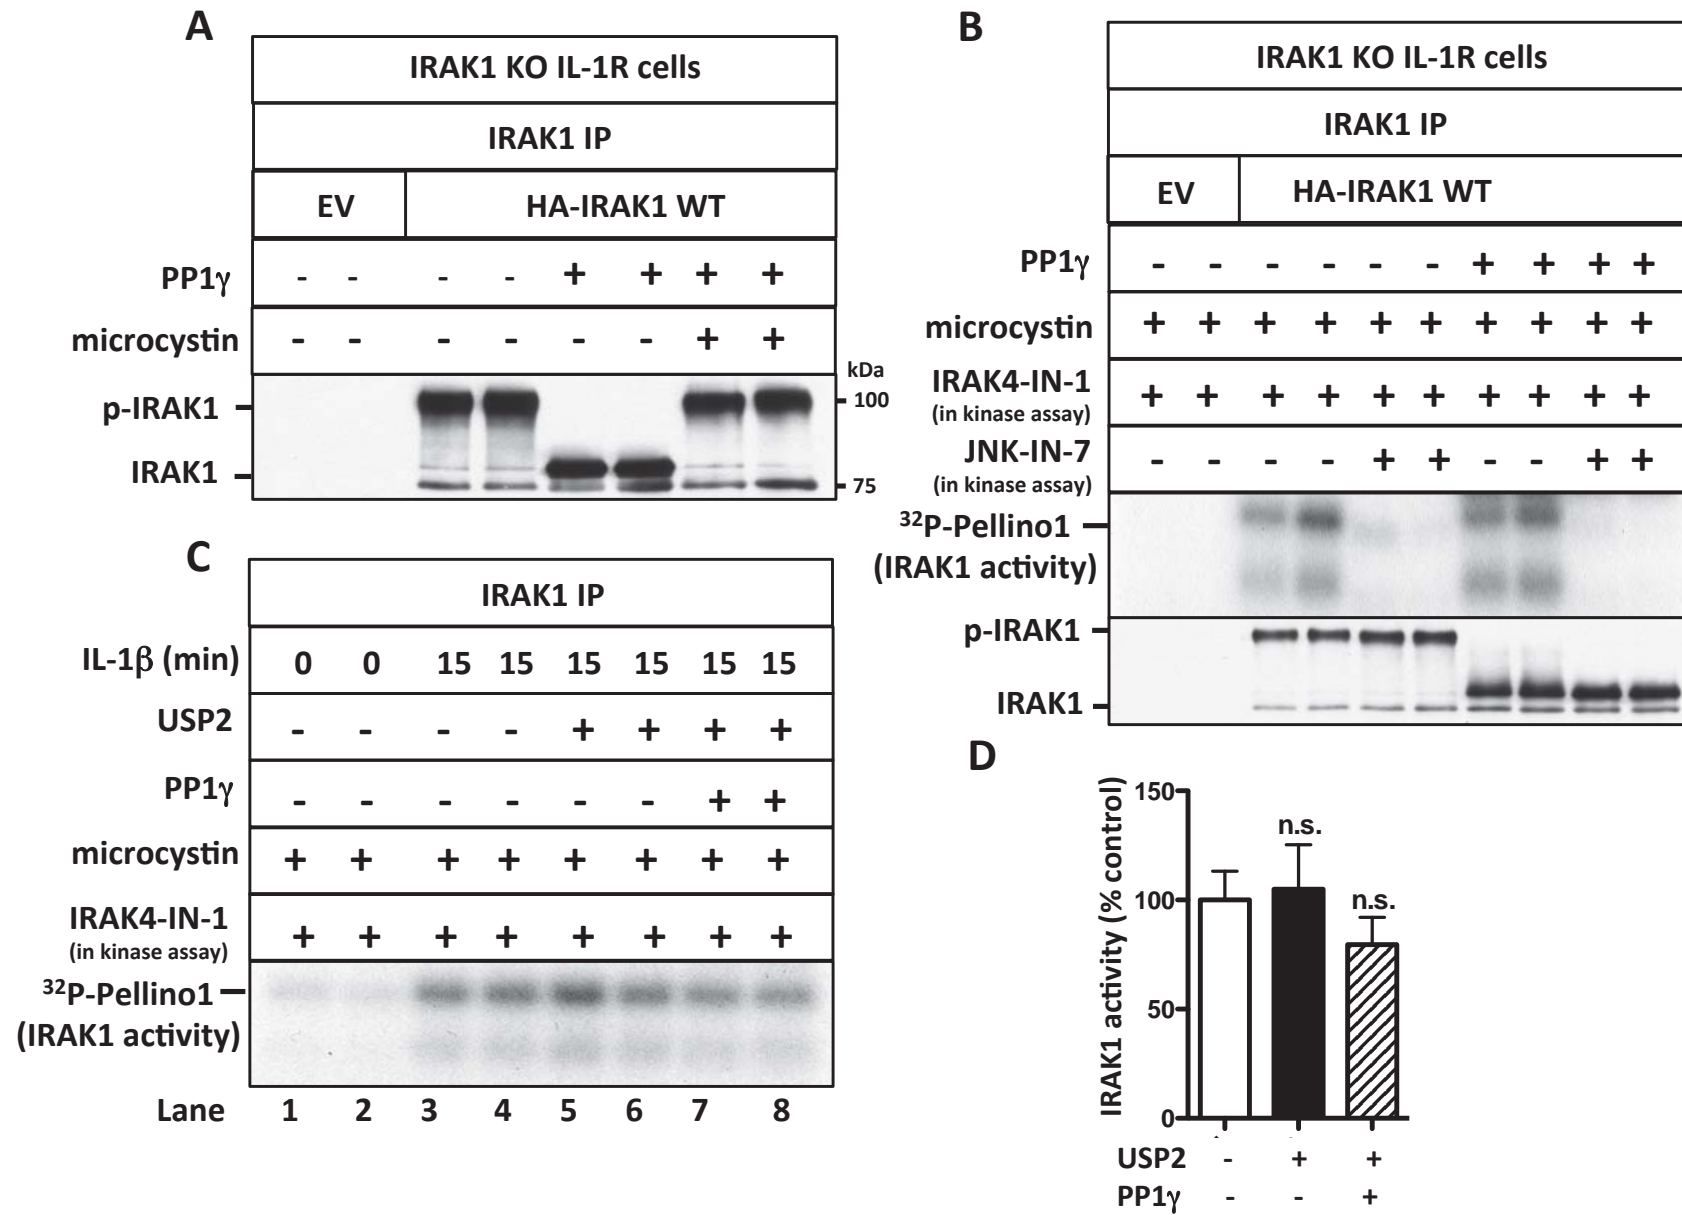 A
IRAK1 KO IL-1R cells
IRAK1 IP
EV HA-IRAK1 WT
PP1γ - - - - + + + +
microcystin - - - - - - + +
kDa
p-IRAK1 100
IRAK1 75
B
IRAK1 KO IL-1R cells
IRAK1 IP
EV HA-IRAK1 WT
PP1γ - - - - - - + + + +
microcystin + + + + + + + + + +
IRAK4-IN-1 + + + + + + + + + +
(in kinase assay)
JNK-IN-7 - - - - + + - - + +
(in kinase assay)
³²P-Pellino1
(IRAK1 activity)
p-IRAK1
IRAK1
C
IRAK1 IP
IL-1β (min) 0 0 15 15 15 15 15 15
USP2 - - - - + + + +
PP1γ - - - - - - + +
microcystin + + + + + + + +
IRAK4-IN-1 + + + + + + + +
(in kinase assay)
³²P-Pellino1
(IRAK1 activity)
Lane 1 2 3 4 5 6 7 8
D
IRAK1 activity (% control)
150
100
50
0
n.s.
n.s.
USP2 - + +
PP1γ - - +